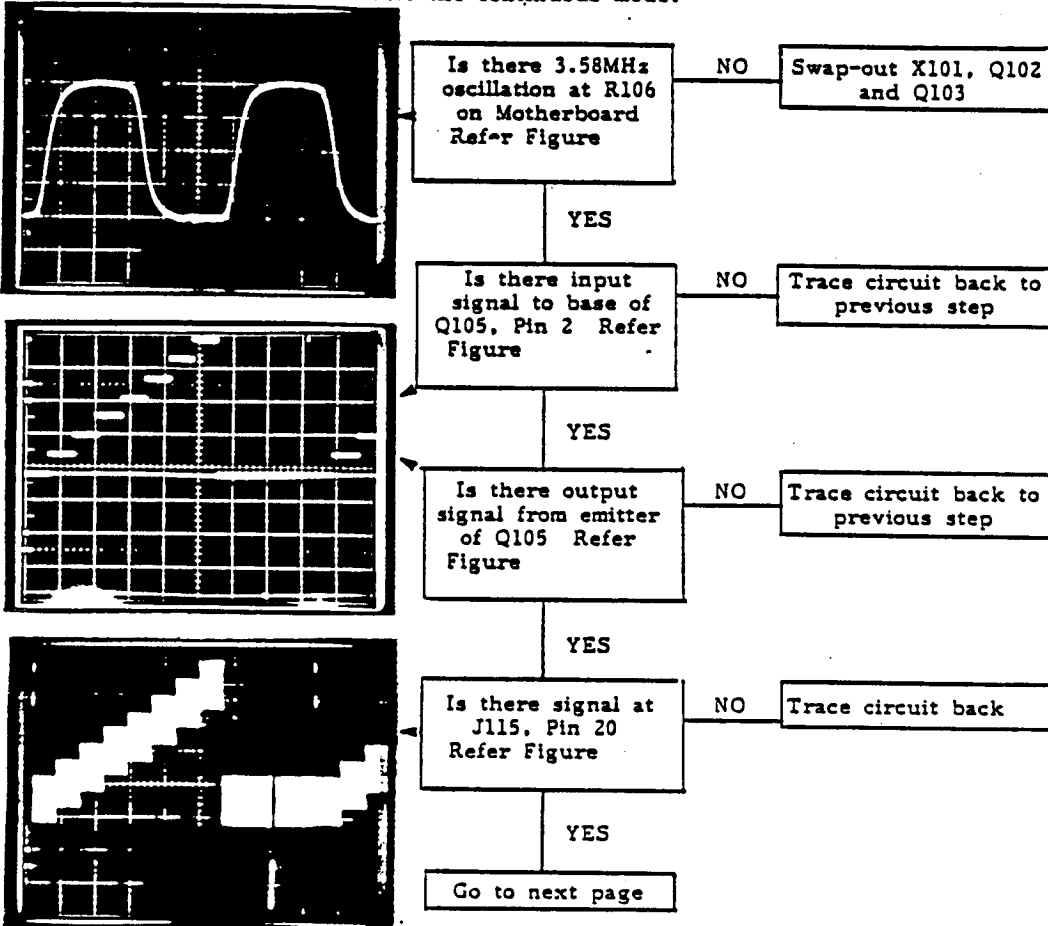 the continuous mode.
Is there 3.58MHz
oscillation at R106
on Motherboard
Refer Figure
NO
Swap-out X101, Q102
and Q103
YES
Is there input
signal to base of
Q105, Pin 2 Refer
Figure
NO
Trace circuit back to
previous step
YES
Is there output
signal from emitter
of Q105 Refer
Figure
NO
Trace circuit back to
previous step
YES
Is there signal at
J115, Pin 20
Refer Figure
NO
Trace circuit back
YES
Go to next page